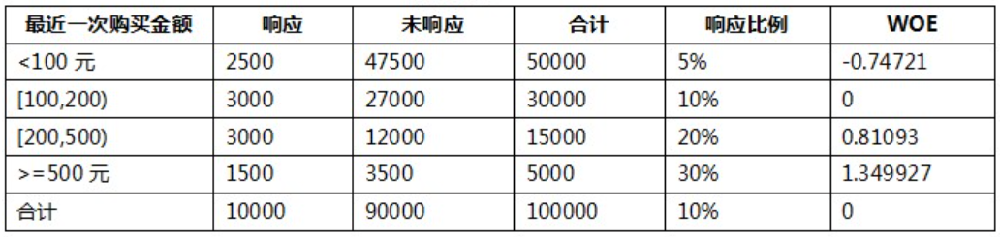 最近一次购买金额 响应 未响应 合计 响应比例 WOE
<100 元 2500 47500 50000 5% -0.74721
[100,200) 3000 27000 30000 10% 0
[200,500) 3000 12000 15000 20% 0.81093
>=500 元 1500 3500 5000 30% 1.349927
合计 10000 90000 100000 10% 0